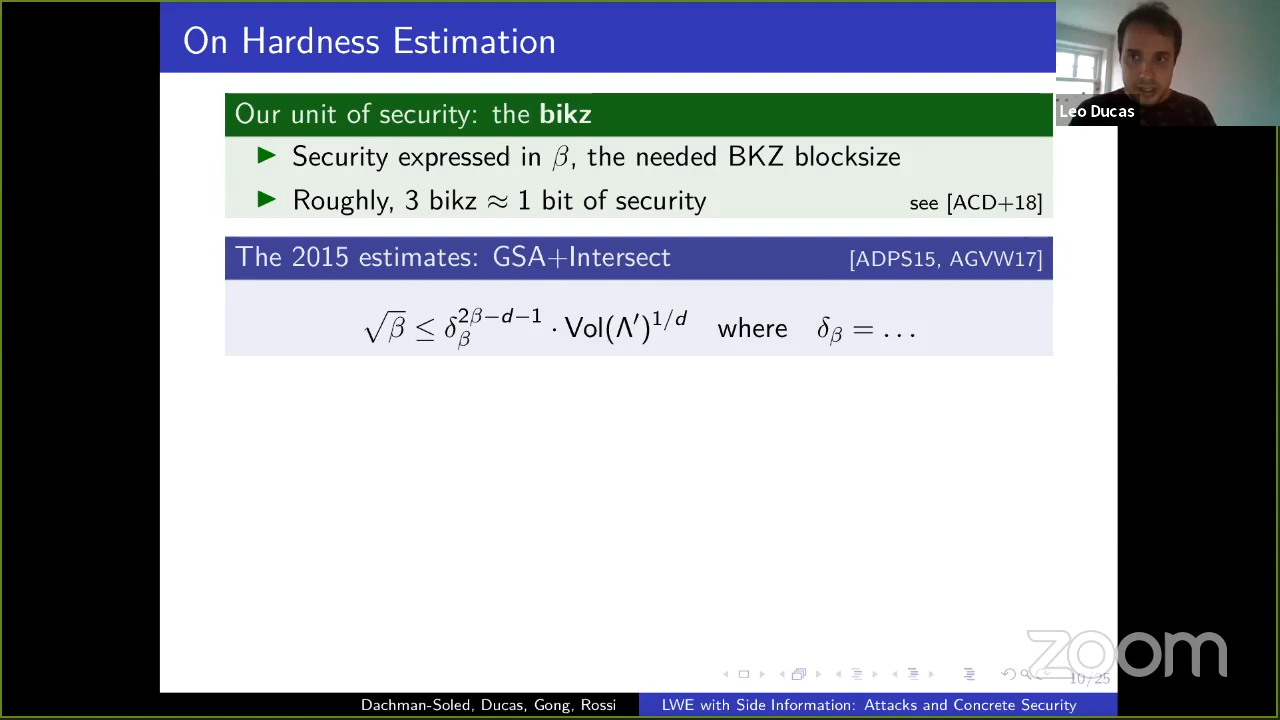 On Hardness Estimation
Leo Ducas
Our unit of security: the bikz
▶ Security expressed in β, the needed BKZ blocksize
▶ Roughly, 3 bikz ≈ 1 bit of security see [ACD+18]
The 2015 estimates: GSA+Intersect [ADPS15, AGVW17]
√β ≤ δ_β^{2β−d−1} · Vol(Λ′)^{1/d} where δ_β = …
zoom
10/25
Dachman-Soled, Ducas, Gong, Rossi LWE with Side Information: Attacks and Concrete Security